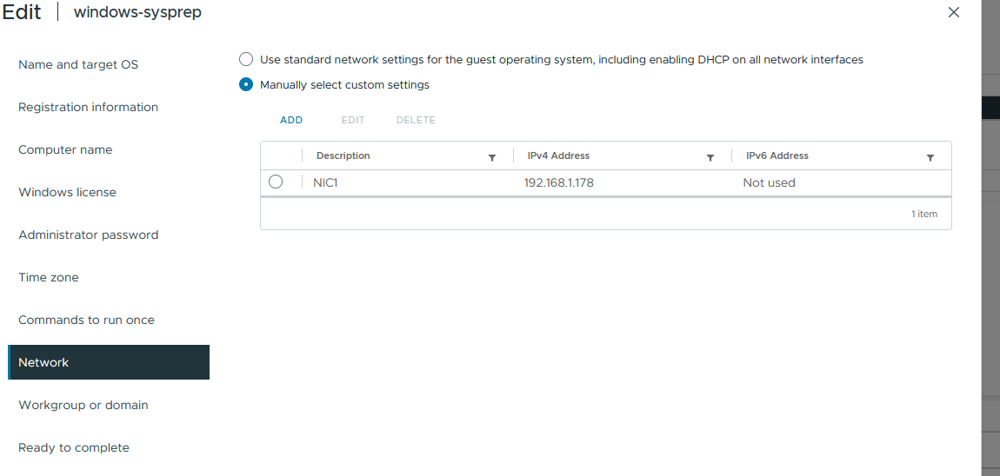 Edit | windows-sysprep
Name and target OS
Registration information
Computer name
Windows license
Administrator password
Time zone
Commands to run once
Network
Workgroup or domain
Ready to complete
Use standard network settings for the guest operating system, including enabling DHCP on all network interfaces
Manually select custom settings
ADD EDIT DELETE
Description IPv4 Address IPv6 Address
NIC1 192.168.1.178 Not used
1 item